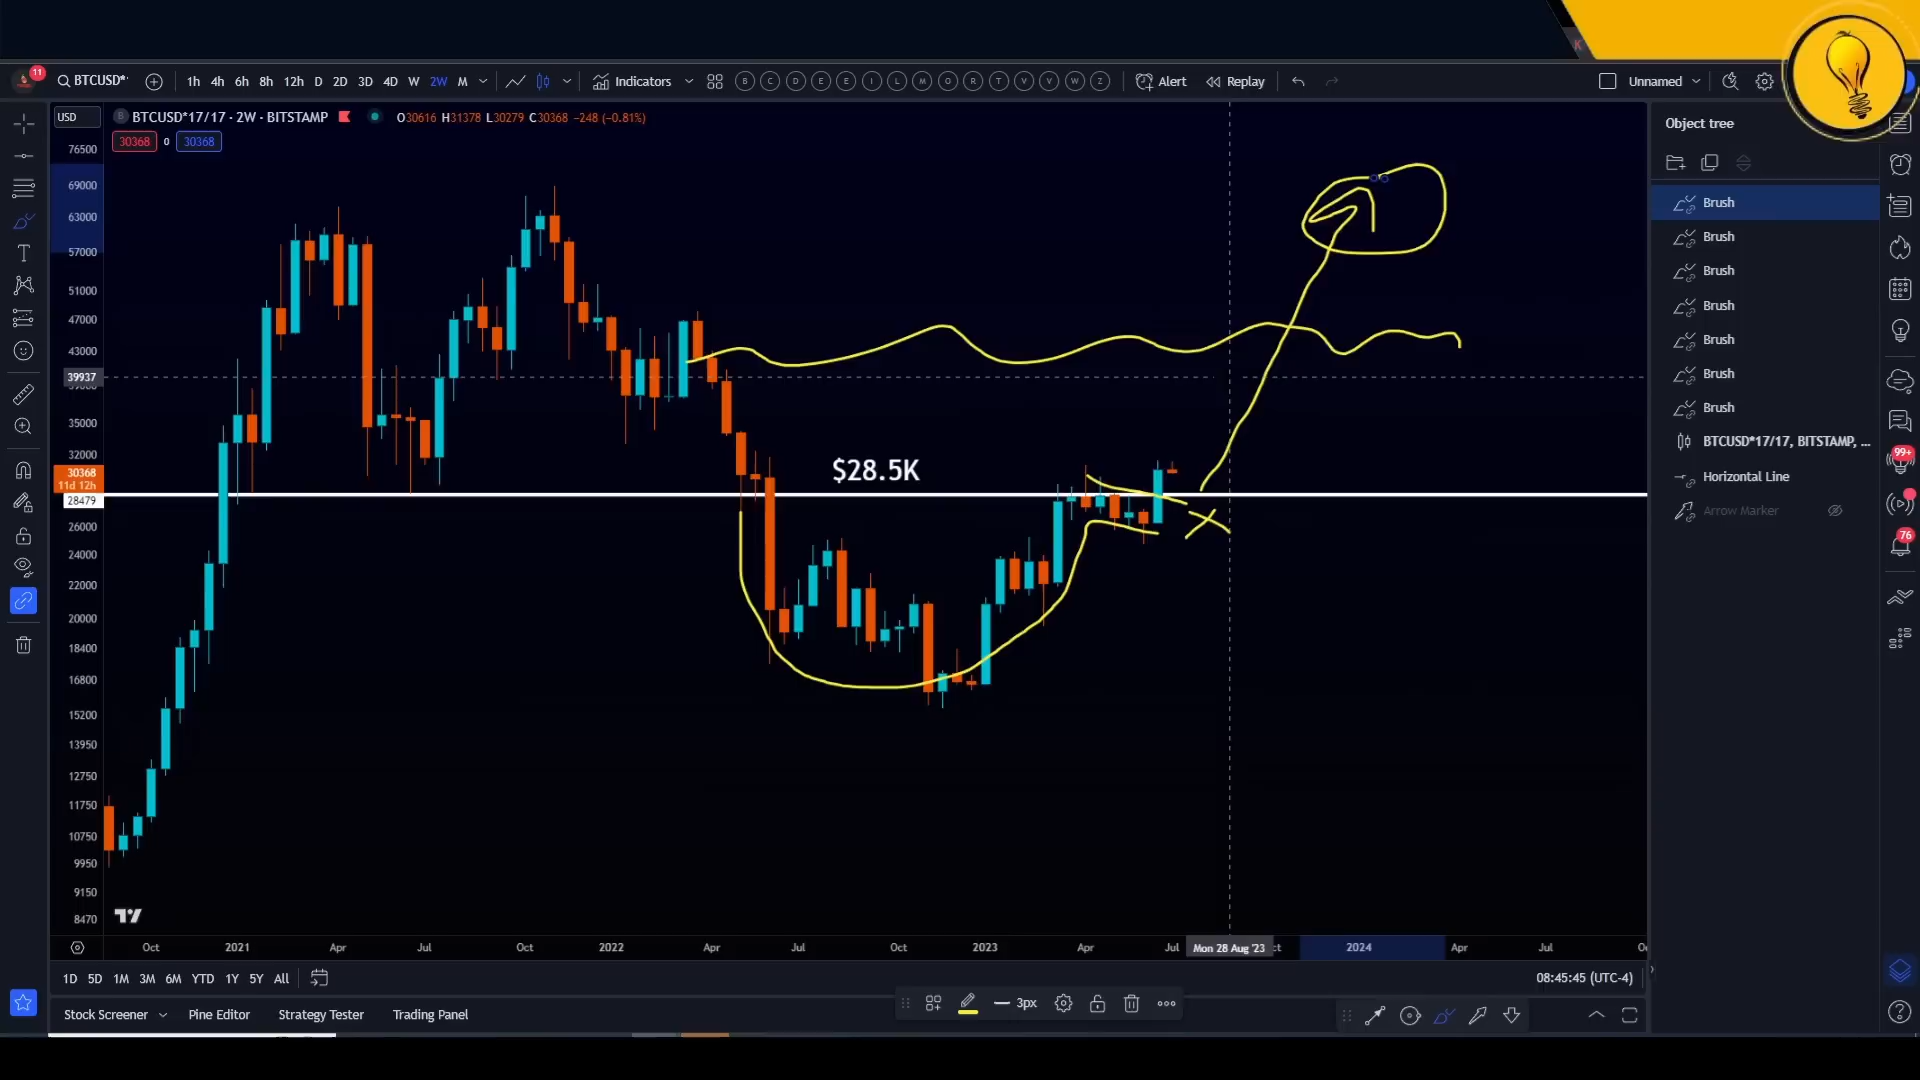 11 BTCUSD* 1h 4h 6h 8h 12h D 2D 3D 4D W 2W M Indicators B C D E E I L M O R T V V W Z Alert Replay Unnamed
K
USD B BTCUSD*17/17 · 2W · BITSTAMP O30616 H31378 L30279 C30368 −248 (−0.81%)
30368 0 30368
Object tree
76500
69000
63000
57000
51000
47000
43000
39937
35000
32000
30368
11d 12h
28479
26000
24000
22000
20000
18400
16800
15200
13950
12750
11750
10750
9950
9150
8470
$28.5K
Brush
Brush
Brush
Brush
Brush
Brush
Brush
BTCUSD*17/17, BITSTAMP, ...
Horizontal Line
Arrow Marker
99+
76
Oct 2021 Apr Jul Oct 2022 Apr Jul Oct 2023 Apr Jul Mon 28 Aug '23 2024 Apr Jul
1D 5D 1M 3M 6M YTD 1Y 5Y All 08:45:45 (UTC-4)
3px
Stock Screener Pine Editor Strategy Tester Trading Panel